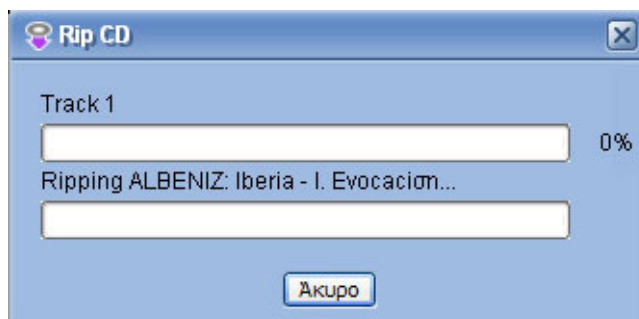 Rip CD
Track 1
0%
Ripping ALBENIZ: Iberia - I. Evocacion...
Άκυρο